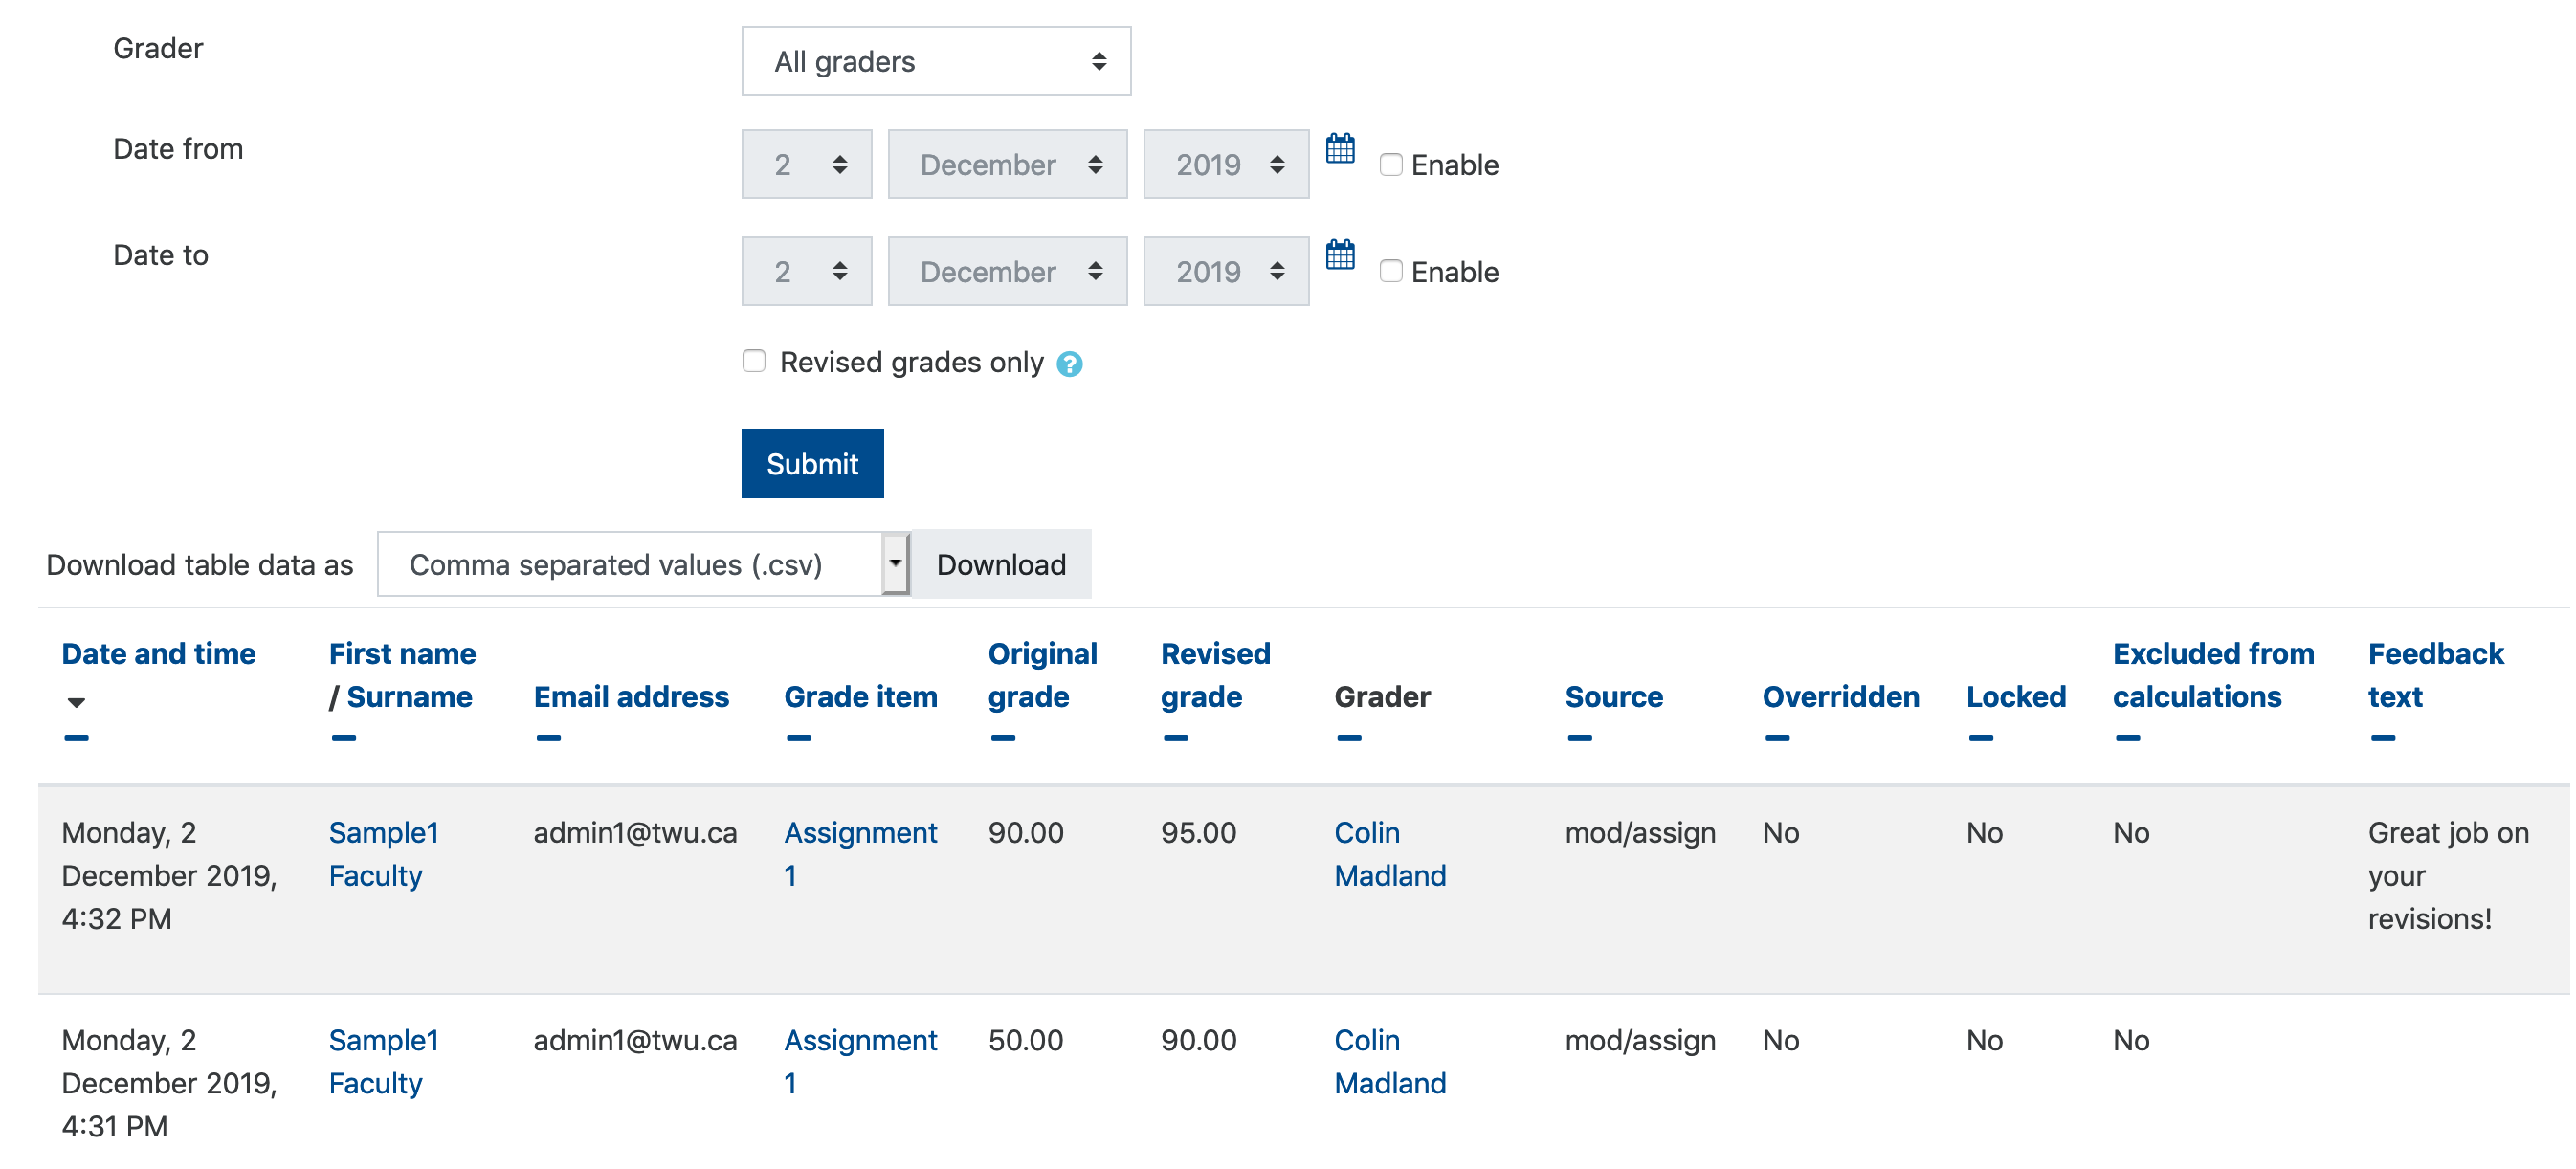 Grader
All graders
Date from
2 December 2019 Enable
Date to
2 December 2019 Enable
Revised grades only ?
Submit
Download table data as Comma separated values (.csv) Download
Date and time First name / Surname Email address Grade item Original grade Revised grade Grader Source Overridden Locked Excluded from calculations Feedback text
Monday, 2 December 2019, 4:32 PM Sample1 Faculty admin1@twu.ca Assignment 1 90.00 95.00 Colin Madland mod/assign No No No Great job on your revisions!
Monday, 2 December 2019, 4:31 PM Sample1 Faculty admin1@twu.ca Assignment 1 50.00 90.00 Colin Madland mod/assign No No No